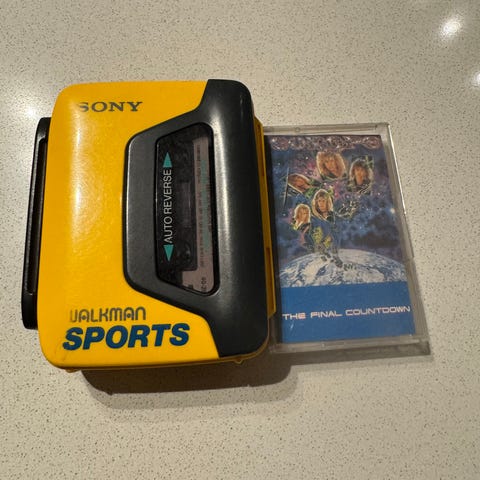 SONY
AUTO REVERSE
WALKMAN
SPORTS
THE FINAL COUNTDOWN